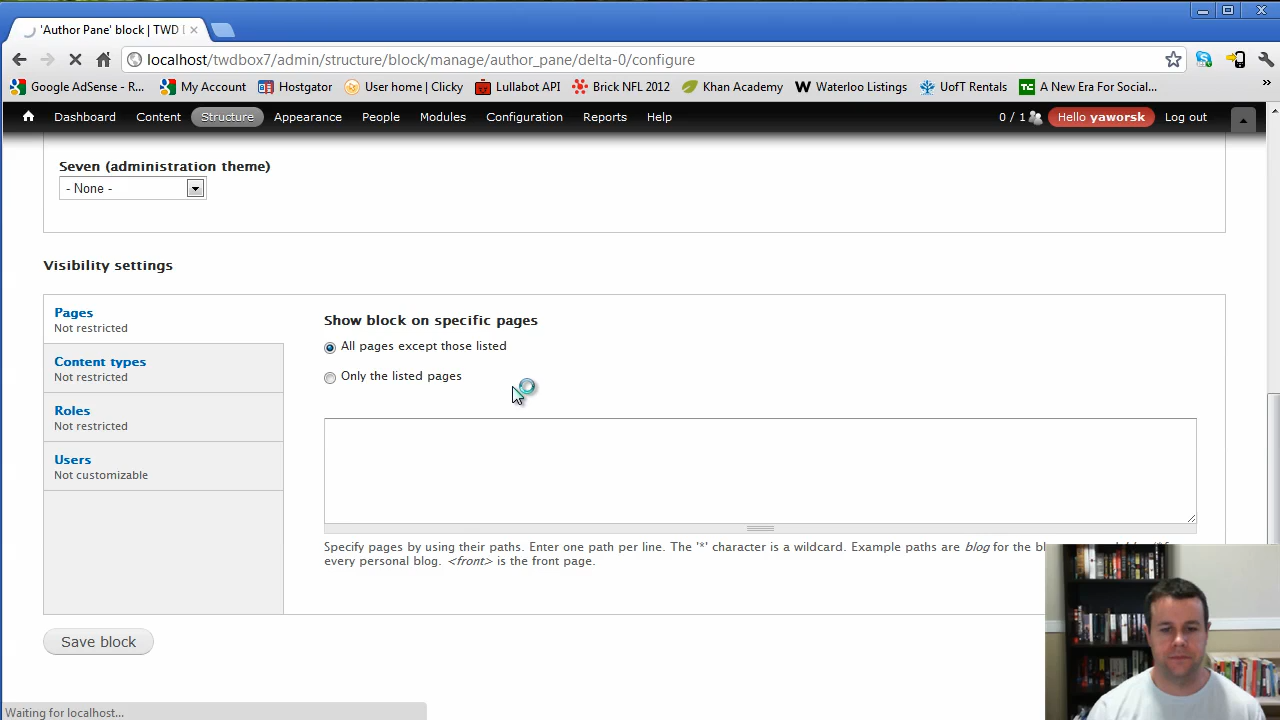 'Author Pane' block | TWD
localhost/twdbox7/admin/structure/block/manage/author_pane/delta-0/configure
Google AdSense - R... My Account Hostgator User home | Clicky Lullabot API Brick NFL 2012 Khan Academy Waterloo Listings UofT Rentals TC A New Era For Social... »
Dashboard Content Structure Appearance People Modules Configuration Reports Help 0 / 1 Hello yaworsk Log out
Seven (administration theme)
- None -
Visibility settings
Pages
Not restricted
Content types
Not restricted
Roles
Not restricted
Users
Not customizable
Show block on specific pages
All pages except those listed
Only the listed pages
Specify pages by using their paths. Enter one path per line. The '*' character is a wildcard. Example paths are blog for the
every personal blog. <front> is the front page.
Save block
Waiting for localhost...